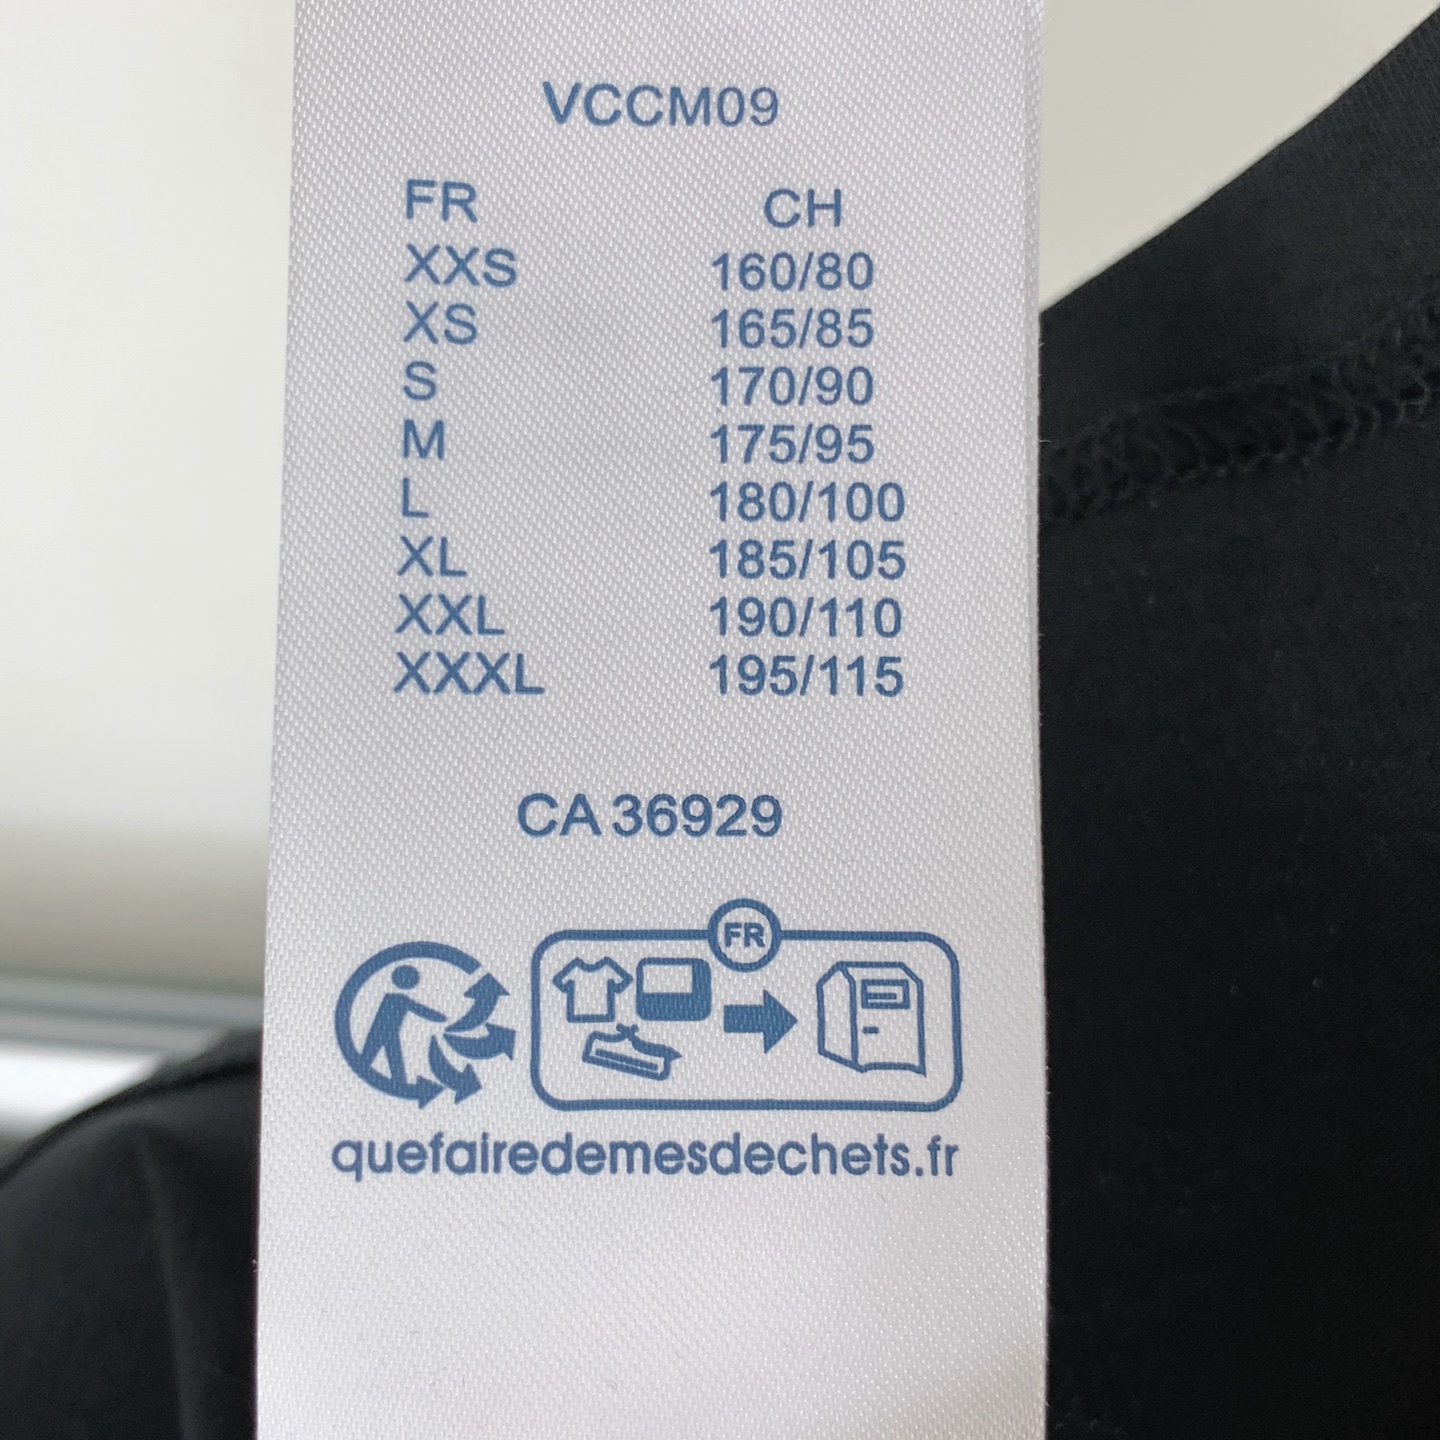 VCCM09
FR CH
XXS 160/80
XS 165/85
S 170/90
M 175/95
L 180/100
XL 185/105
XXL 190/110
XXXL 195/115
CA 36929
FR
quefairedemesdechets.fr